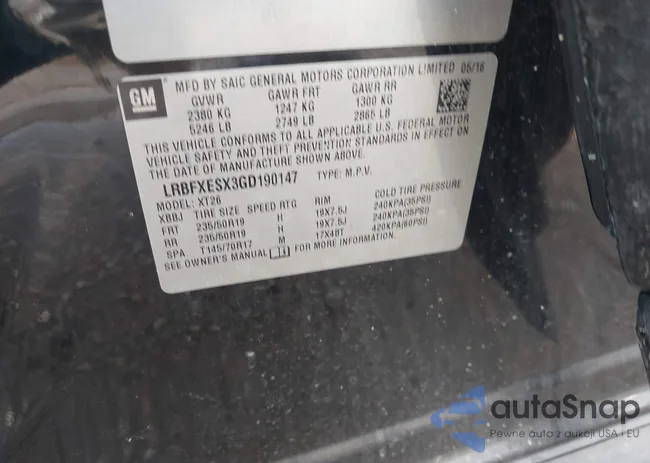 GM
MFD BY SAIC GENERAL MOTORS CORPORATION LIMITED 05/16
GVWR GAWR FRT GAWR RR
2380 KG 1247 KG 1300 KG
5246 LB 2749 LB 2865 LB
THIS VEHICLE CONFORMS TO ALL APPLICABLE U.S. FEDERAL MOTOR
VEHICLE SAFETY AND THEFT PREVENTION STANDARDS IN EFFECT ON
THE DATE OF MANUFACTURE SHOWN ABOVE.
LRBFXESX3GD190147 TYPE: M.P.V.
MODEL: XT26
XBBJ TIRE SIZE SPEED RTG RIM COLD TIRE PRESSURE
FRT 235/50R19 H 19X7.5J 240KPA(35PSI)
RR 235/50R19 H 19X7.5J 240KPA(35PSI)
SPA T145/70R17 M 17X4BT 420KPA(60PSI)
SEE OWNER'S MANUAL FOR MORE INFORMATION.
autaSnap
Pewne auta z aukcji USA i EU